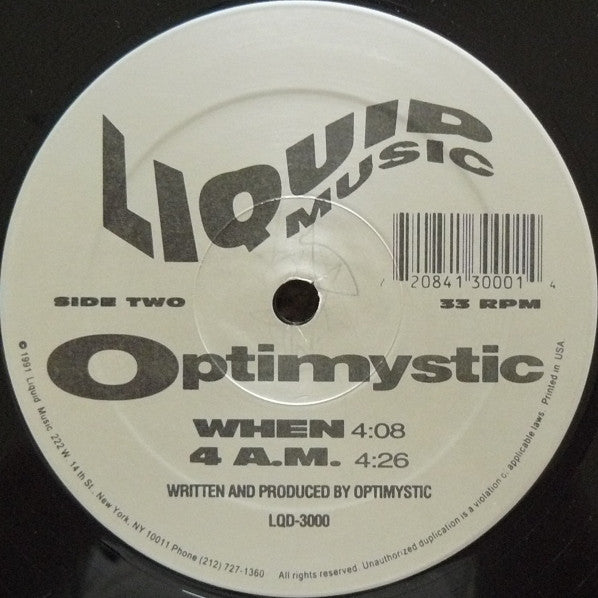 LIQUID
MUSIC
7 20841 30001 4
SIDE TWO
33 RPM
Optimystic
WHEN 4:08
4 A.M. 4:26
WRITTEN AND PRODUCED BY OPTIMYSTIC
LQD-3000
© 1991 Liquid Music 222 W. 14 th St., New York, NY 10011 Phone (212) 727-1360 All rights reserved. Unauthorized duplication is a violation c. applicable laws. Printed in USA